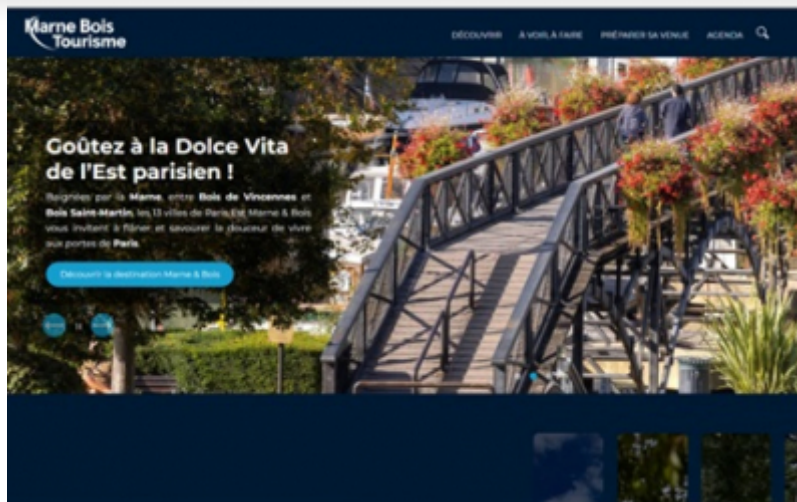 Marne Bois
Tourisme
DÉCOUVRIR
À VOIR, À FAIRE
PRÉPARER SA VENUE
AGENDA
Goûtez à la Dolce Vita
de l'Est parisien !
Baignées par la Marne, entre Bois de Vincennes et
Bois Saint-Martin, les 13 villes de Paris Est Marne & Bois
vous invitent à flâner et savourer la douceur de vivre
aux portes de Paris.
Découvrir la destination Marne & Bois